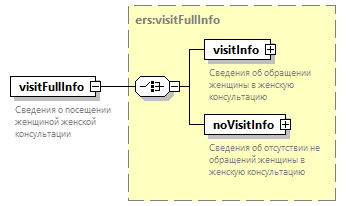 ers:visitFullInfo
visitInfo
Сведения об обращении
женщины в женскую
консультацию
visitFullInfo
Сведения о посещении
женщиной женской
консультации
noVisitInfo
Сведения об отсутствии не
обращений женщины в
женскую консультацию